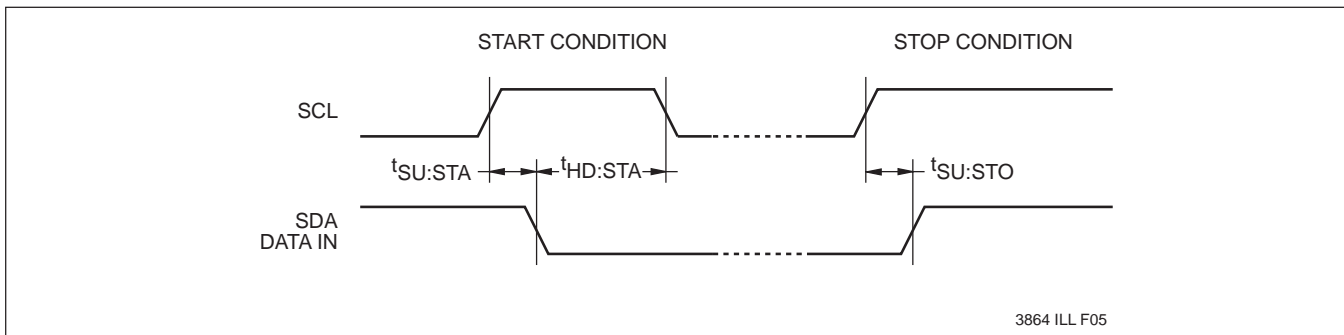 START CONDITION STOP CONDITION
SCL
tSU:STA tHD:STA tSU:STO
SDA
DATA IN
3864 ILL F05